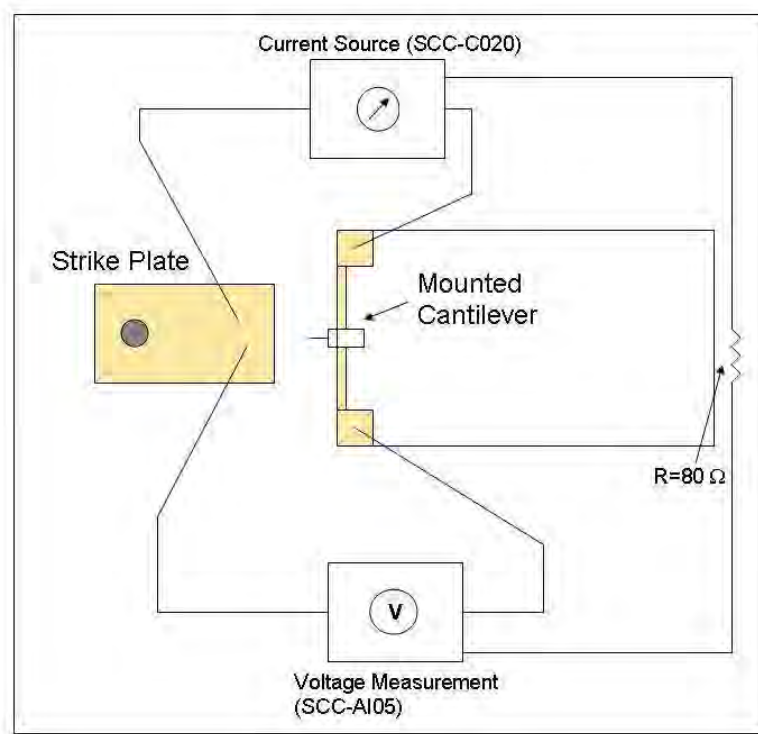 Current Source (SCC-C020)
Strike Plate
Mounted
Cantilever
R=80 Ω
V
Voltage Measurement
(SCC-AI05)